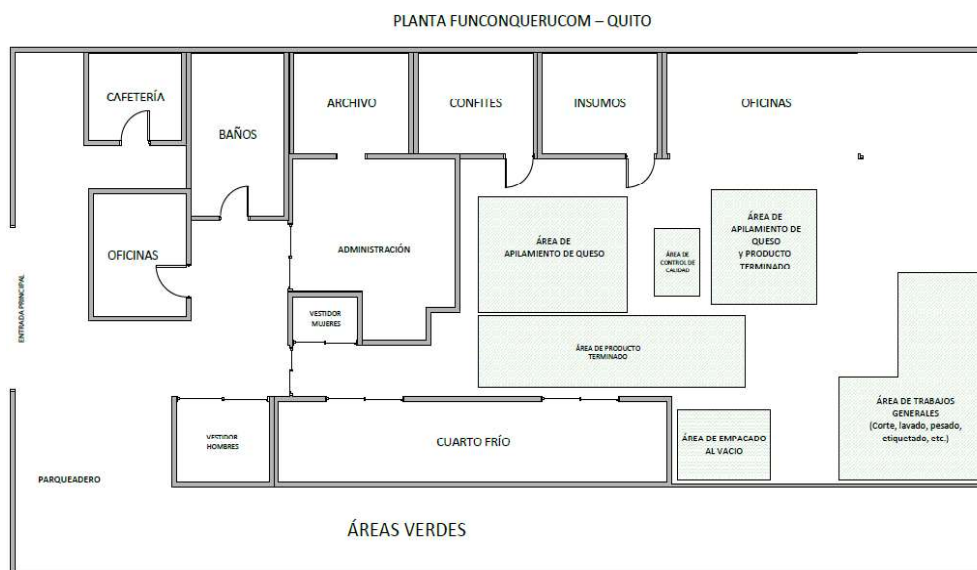 PLANTA FUNCONQUERUCOM – QUITO
CAFETERÍA
BAÑOS
ARCHIVO
CONFITES
INSUMOS
OFICINAS
OFICINAS
ADMINISTRACIÓN
ÁREA DE
APILAMIENTO DE QUESO
ÁREA DE
CONTROL DE
CALIDAD
ÁREA DE
APILAMIENTO DE
QUESO
y PRODUCTO
TERMINADO
ENTRADA PRINCIPAL
VESTIDOR
MUJERES
ÁREA DE PRODUCTO
TERMINADO
VESTIDOR
HOMBRES
CUARTO FRÍO
ÁREA DE EMPACADO
AL VACIO
ÁREA DE TRABAJOS
GENERALES
(Corte, lavado, pesado,
etiquetado, etc.)
PARQUEADERO
ÁREAS VERDES